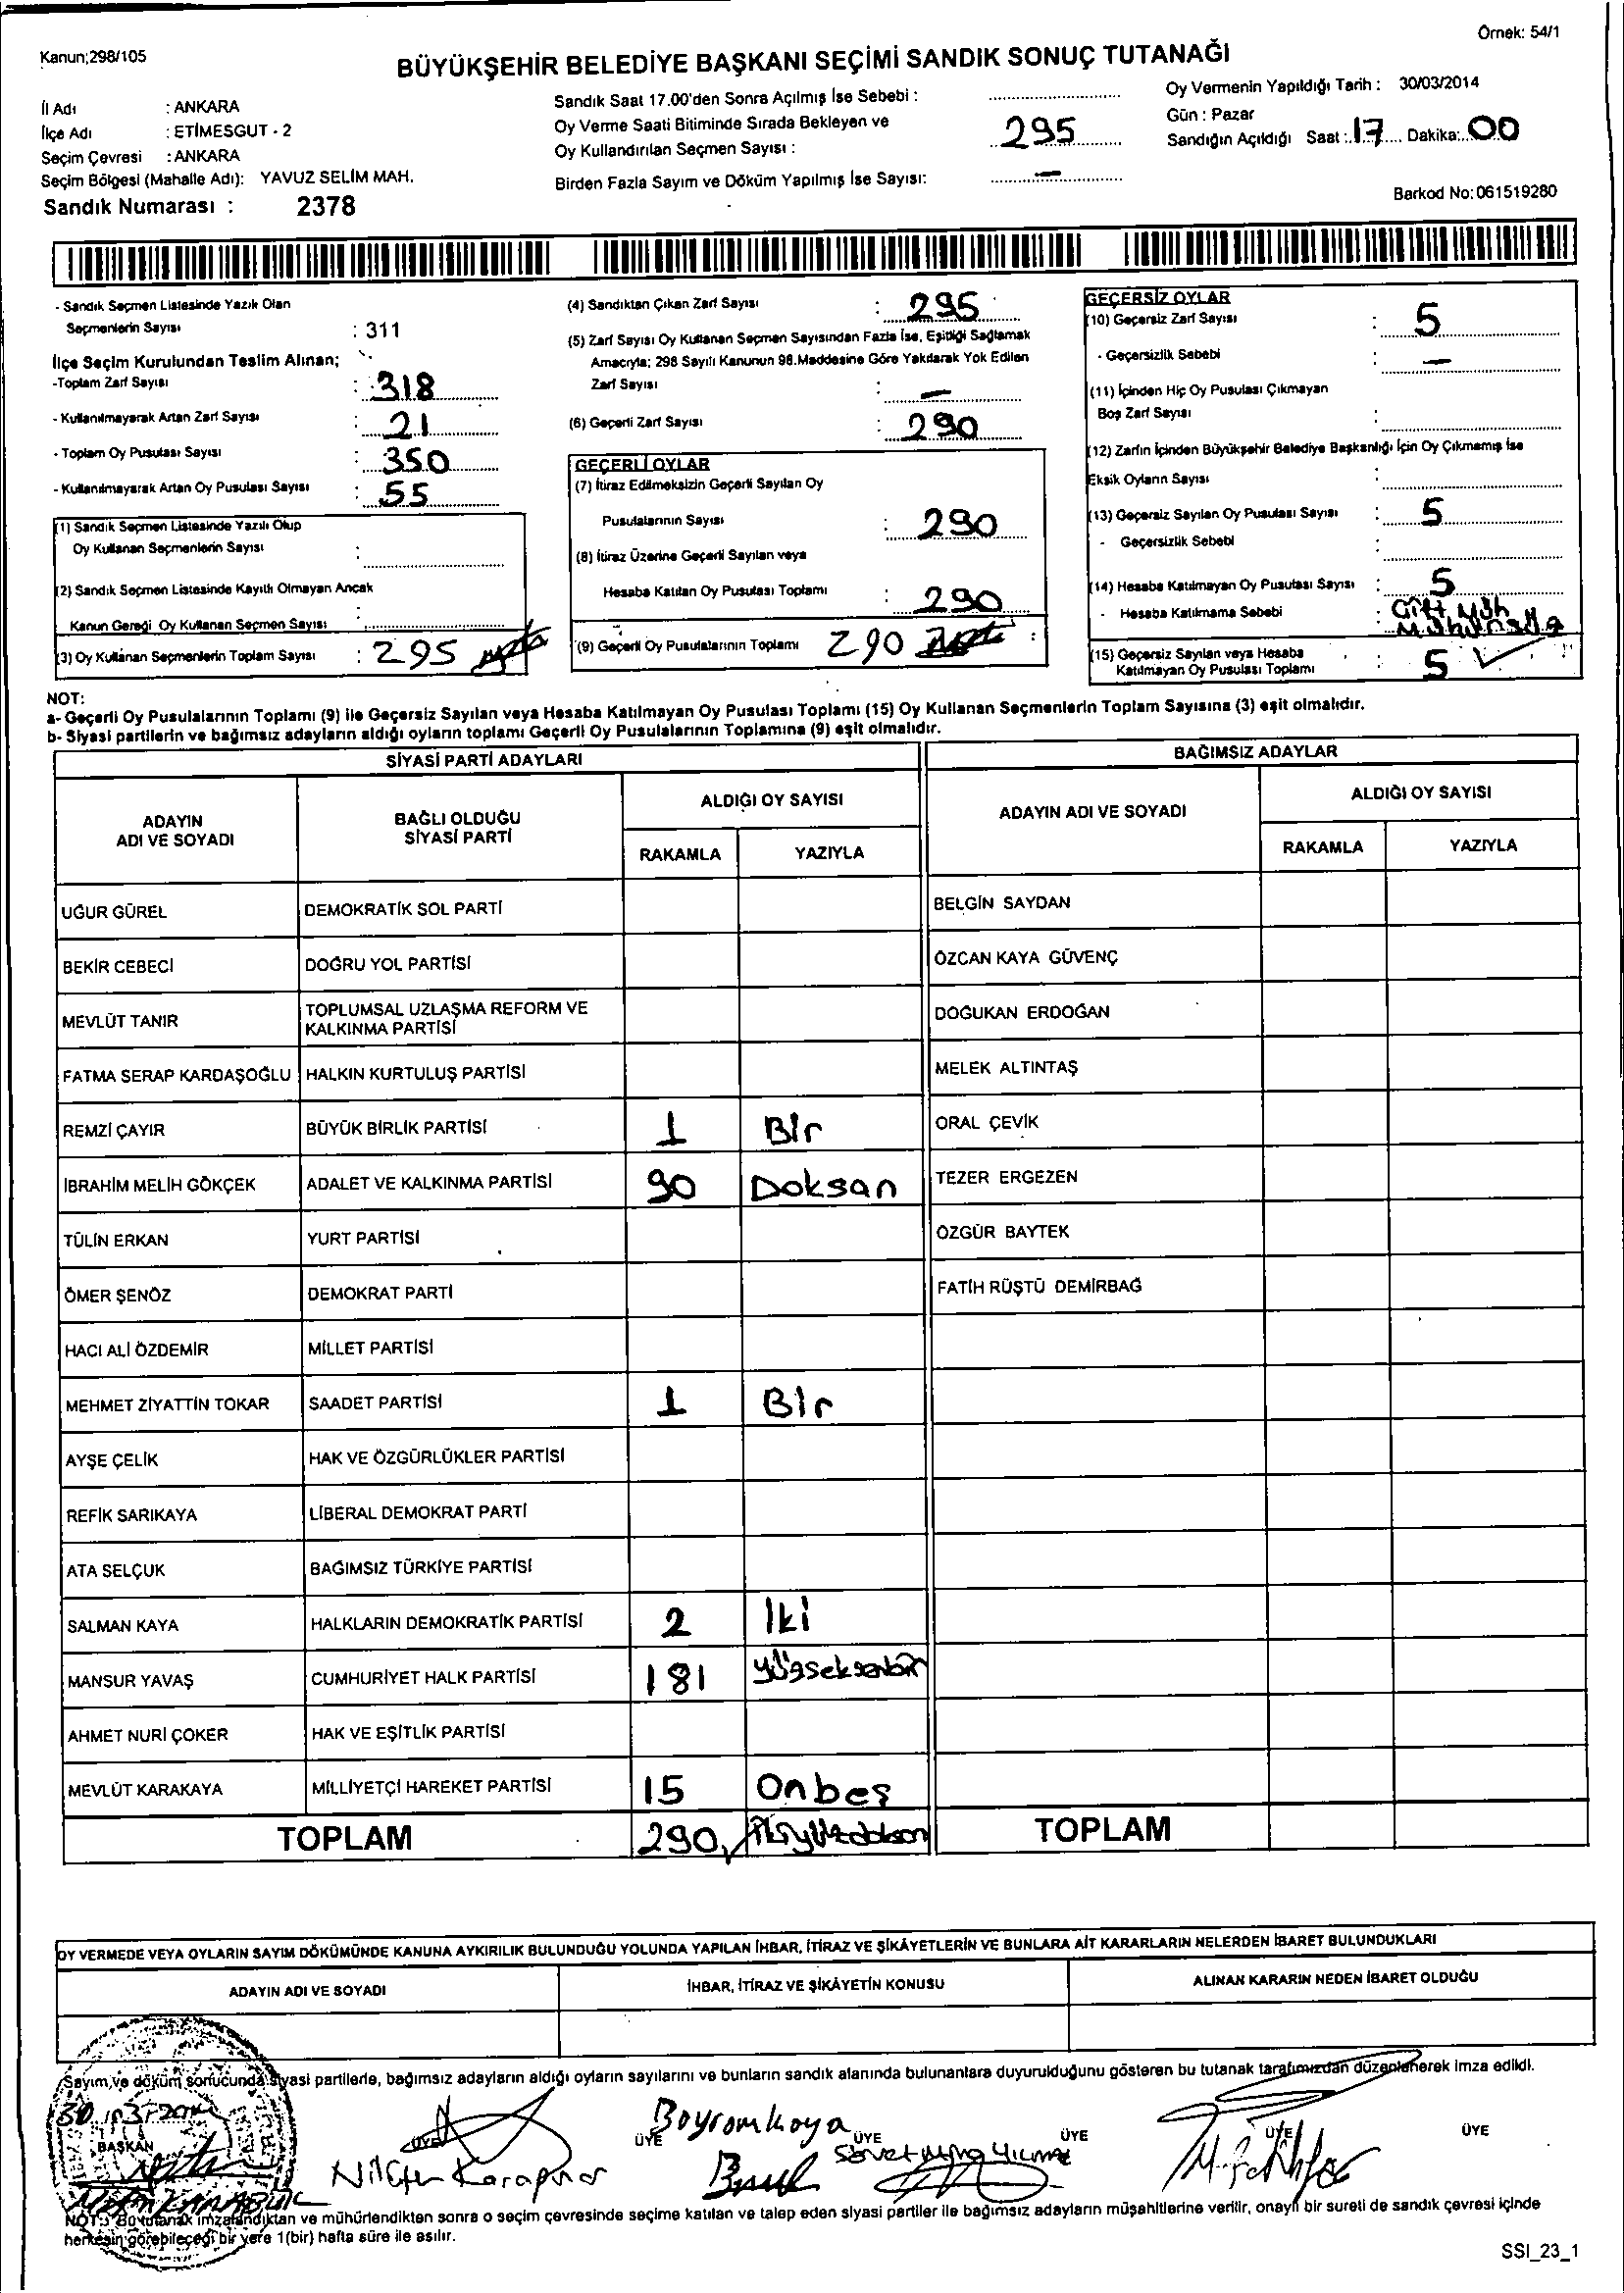 Örnek: 54/1
Kanun;298/105
BÜYÜKŞEHİR BELEDİYE BAŞKANI SEÇİMİ SANDIK SONUÇ TUTANAĞI
İl Adı : ANKARA
İlçe Adı : ETİMESGUT - 2
Seçim Çevresi : ANKARA
Seçim Bölgesi (Mahalle Adı): YAVUZ SELİM MAH.
Sandık Numarası : 2378
Sandık Saat 17.00'den Sonra Açılmış İse Sebebi : ........................
Oy Verme Saati Bitiminde Sırada Bekleyen ve
Oy Kullandırılan Seçmen Sayısı : 295
Birden Fazla Sayım ve Döküm Yapılmış İse Sayısı: —
Oy Vermenin Yapıldığı Tarih : 30/03/2014
Gün : Pazar
Sandığın Açıldığı Saat : 17 Dakika: 00
Barkod No: 061519280
- Sandık Seçmen Listesinde Yazılı Olan
Seçmenlerin Sayısı : 311
İlçe Seçim Kurulundan Teslim Alınan;
-Toplam Zarf Sayısı : 318
- Kullanılmayarak Artan Zarf Sayısı : 21
- Toplam Oy Pusulası Sayısı : 350
- Kullanılmayarak Artan Oy Pusulası Sayısı : 55
(1) Sandık Seçmen Listesinde Yazılı Olup
Oy Kullanan Seçmenlerin Sayısı :
(2) Sandık Seçmen Listesinde Kayıtlı Olmayan Ancak
Kanun Gereği Oy Kullanan Seçmen Sayısı :
(3) Oy Kullanan Seçmenlerin Toplam Sayısı : 295
(4) Sandıktan Çıkan Zarf Sayısı : 295
(5) Zarf Sayısı Oy Kullanan Seçmen Sayısından Fazla İse, Eşitliği Sağlamak
Amacıyla; 298 Sayılı Kanunun 98.Maddesine Göre Yakılarak Yok Edilen
Zarf Sayısı : —
(6) Geçerli Zarf Sayısı : 290
GEÇERLİ OYLAR
(7) İtiraz Edilmeksizin Geçerli Sayılan Oy
Pusulalarının Sayısı : 290
(8) İtiraz Üzerine Geçerli Sayılan veya
Hesaba Katılan Oy Pusulası Toplamı : 290
(9) Geçerli Oy Pusulalarının Toplamı 290 :
GEÇERSİZ OYLAR
(10) Geçersiz Zarf Sayısı : 5
- Geçersizlik Sebebi : —
(11) İçinden Hiç Oy Pusulası Çıkmayan
Boş Zarf Sayısı :
(12) Zarfın İçinden Büyükşehir Belediye Başkanlığı İçin Oy Çıkmamış İse
Eksik Oyların Sayısı :
(13) Geçersiz Sayılan Oy Pusulası Sayısı : 5
- Geçersizlik Sebebi :
(14) Hesaba Katılmayan Oy Pusulası Sayısı : 5
- Hesaba Katılmama Sebebi : Çift Müh
(15) Geçersiz Sayılan veya Hesaba
Katılmayan Oy Pusulası Toplamı : 5
NOT:
a- Geçerli Oy Pusulalarının Toplamı (9) ile Geçersiz Sayılan veya Hesaba Katılmayan Oy Pusulası Toplamı (15) Oy Kullanan Seçmenlerin Toplam Sayısına (3) eşit olmalıdır.
b- Siyasi partilerin ve bağımsız adayların aldığı oyların toplamı Geçerli Oy Pusulalarının Toplamına (9) eşit olmalıdır.
SİYASİ PARTİ ADAYLARI
ADAYIN
ADI VE SOYADI
BAĞLI OLDUĞU
SİYASİ PARTİ
ALDIĞI OY SAYISI
RAKAMLA YAZIYLA
UĞUR GÜREL DEMOKRATİK SOL PARTİ
BEKİR CEBECİ DOĞRU YOL PARTİSİ
MEVLÜT TANIR TOPLUMSAL UZLAŞMA REFORM VE
KALKINMA PARTİSİ
FATMA SERAP KARDAŞOĞLU HALKIN KURTULUŞ PARTİSİ
REMZİ ÇAYIR BÜYÜK BİRLİK PARTİSİ 1 Bir
İBRAHİM MELİH GÖKÇEK ADALET VE KALKINMA PARTİSİ 90 Doksan
TÜLİN ERKAN YURT PARTİSİ
ÖMER ŞENÖZ DEMOKRAT PARTİ
HACI ALİ ÖZDEMİR MİLLET PARTİSİ
MEHMET ZİYATTİN TOKAR SAADET PARTİSİ 1 Bir
AYŞE ÇELİK HAK VE ÖZGÜRLÜKLER PARTİSİ
REFİK SARIKAYA LİBERAL DEMOKRAT PARTİ
ATA SELÇUK BAĞIMSIZ TÜRKİYE PARTİSİ
SALMAN KAYA HALKLARIN DEMOKRATİK PARTİSİ 2 İki
MANSUR YAVAŞ CUMHURİYET HALK PARTİSİ 181 Yüzseksenbir
AHMET NURİ ÇOKER HAK VE EŞİTLİK PARTİSİ
MEVLÜT KARAKAYA MİLLİYETÇİ HAREKET PARTİSİ 15 Onbeş
TOPLAM 290 ikiyüzdoksan
BAĞIMSIZ ADAYLAR
ADAYIN ADI VE SOYADI
ALDIĞI OY SAYISI
RAKAMLA YAZIYLA
BELGİN SAYDAN
ÖZCAN KAYA GÜVENÇ
DOĞUKAN ERDOĞAN
MELEK ALTINTAŞ
ORAL ÇEVİK
TEZER ERGEZEN
ÖZGÜR BAYTEK
FATİH RÜŞTÜ DEMİRBAĞ
TOPLAM
OY VERMEDE VEYA OYLARIN SAYIM DÖKÜMÜNDE KANUNA AYKIRILIK BULUNDUĞU YOLUNDA YAPILAN İHBAR, İTİRAZ VE ŞİKÂYETLERİN VE BUNLARA AİT KARARLARIN NELERDEN İBARET BULUNDUKLARI
ADAYIN ADI VE SOYADI İHBAR, İTİRAZ VE ŞİKÂYETİN KONUSU ALINAN KARARIN NEDEN İBARET OLDUĞU
Sayım ve döküm sonucunda siyasi partilerle, bağımsız adayların aldığı oyların sayılarını ve bunların sandık alanında bulunanlara duyurulduğunu gösteren bu tutanak tarafımızdan düzenlenerek imza edildi.
BAŞKAN ÜYE ÜYE ÜYE ÜYE ÜYE ÜYE
Nilüfer Karapınar
NOT: Bu tutanak imzalandıktan ve mühürlendikten sonra o seçim çevresinde seçime katılan ve talep eden siyasi partiler ile bağımsız adayların müşahitlerine verilir, onaylı bir sureti de sandık çevresi içinde
herkesin görebileceği bir yere 1(bir) hafta süre ile asılır.
SSI_23_1